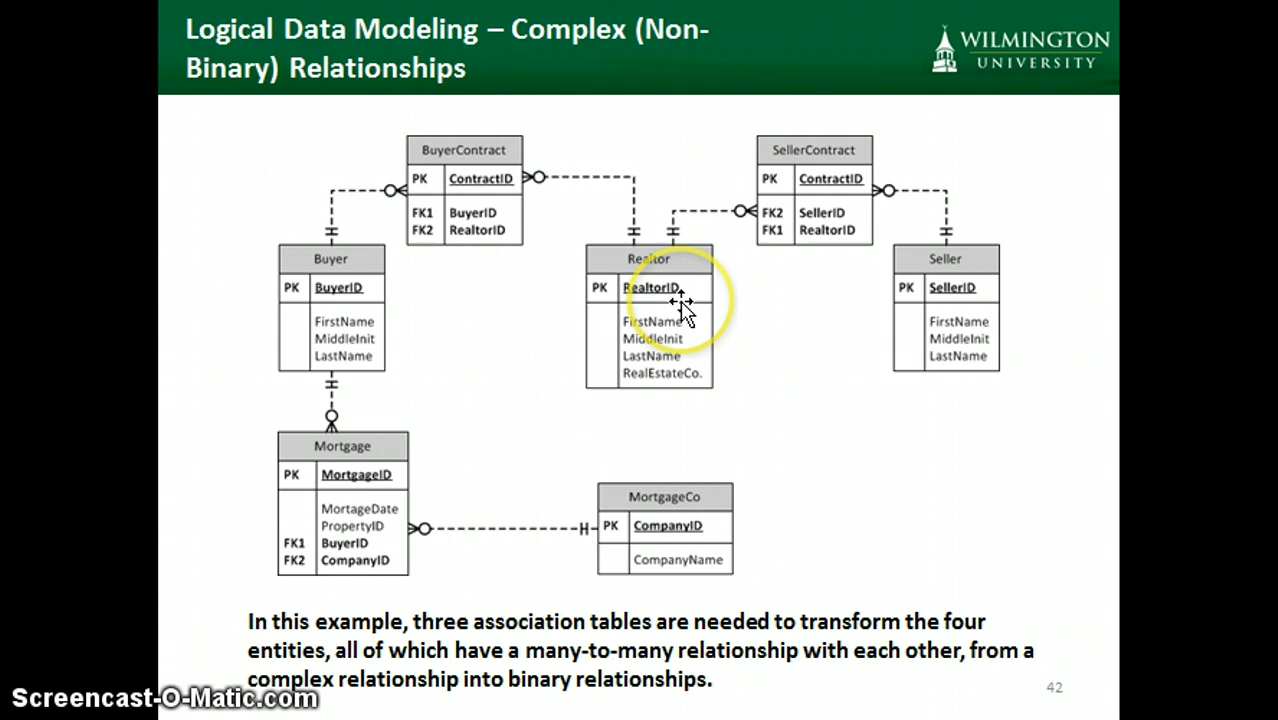 Logical Data Modeling – Complex (Non-
Binary) Relationships
WILMINGTON
UNIVERSITY
BuyerContract
PK ContractID
FK1 BuyerID
FK2 RealtorID
SellerContract
PK ContractID
FK2 SellerID
FK1 RealtorID
Buyer
PK BuyerID
FirstName
MiddleInit
LastName
Realtor
PK RealtorID
FirstName
MiddleInit
LastName
RealEstateCo.
Seller
PK SellerID
FirstName
MiddleInit
LastName
Mortgage
PK MortgageID
MortageDate
PropertyID
FK1 BuyerID
FK2 CompanyID
MortgageCo
PK CompanyID
CompanyName
In this example, three association tables are needed to transform the four
entities, all of which have a many-to-many relationship with each other, from a
complex relationship into binary relationships.
42
Screencast-O-Matic.com